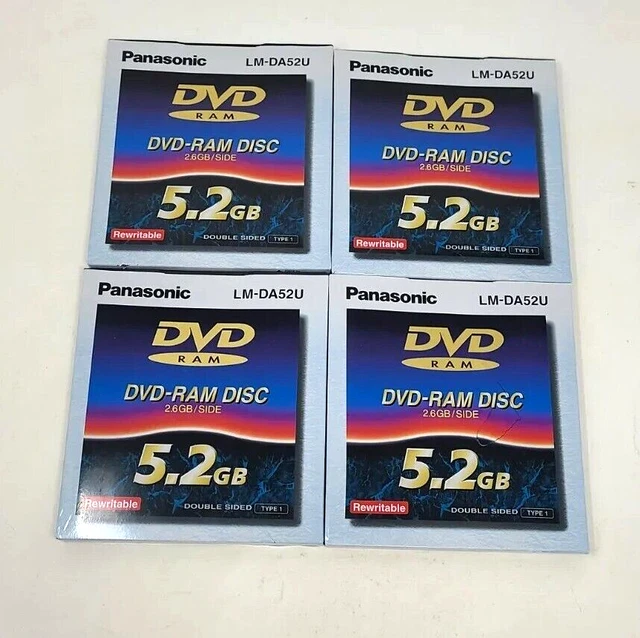 Panasonic LM-DA52U
DVD
RAM
DVD-RAM DISC
2.6GB/SIDE
5.2GB
Rewritable DOUBLE SIDED TYPE 1
Panasonic LM-DA52U
DVD
RAM
DVD-RAM DISC
2.6GB/SIDE
5.2GB
Rewritable DOUBLE SIDED TYPE 1
Panasonic LM-DA52U
DVD
RAM
DVD-RAM DISC
2.6GB/SIDE
5.2GB
Rewritable DOUBLE SIDED TYPE 1
Panasonic LM-DA52U
DVD
RAM
DVD-RAM DISC
2.6GB/SIDE
5.2GB
Rewritable DOUBLE SIDED TYPE 1